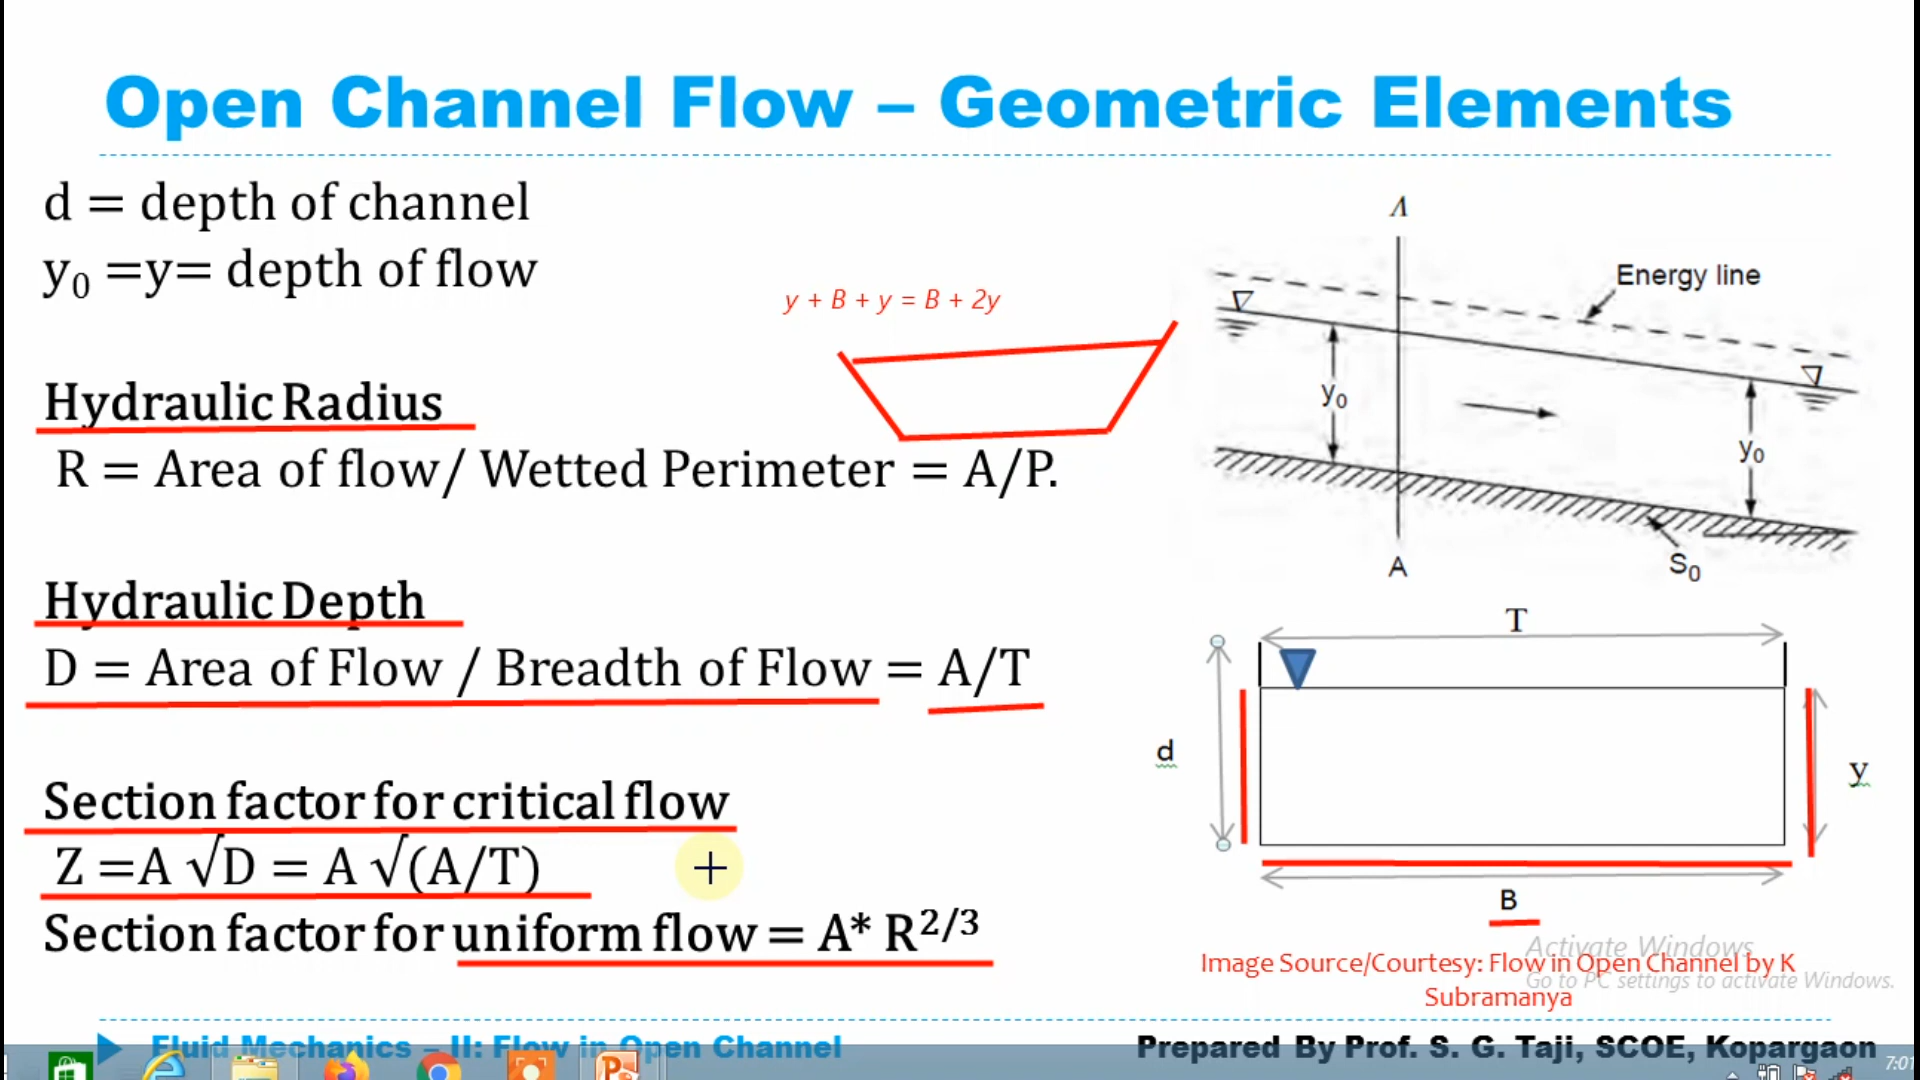 Open Channel Flow – Geometric Elements
d = depth of channel
y₀ =y= depth of flow
y + B + y = B + 2y
Hydraulic Radius
R = Area of flow/ Wetted Perimeter = A/P.
Hydraulic Depth
D = Area of Flow / Breadth of Flow = A/T
Section factor for critical flow
Z =A √D = A √(A/T)
Section factor for uniform flow = A* R^2/3
A
Energy line
y₀
y₀
A
S₀
T
d
y
B
Image Source/Courtesy: Flow in Open Channel by K
Subramanya
Activate Windows
Go to PC settings to activate Windows.
Fluid Mechanics – II: Flow in Open Channel
Prepared By Prof. S. G. Taji, SCOE, Kopargaon